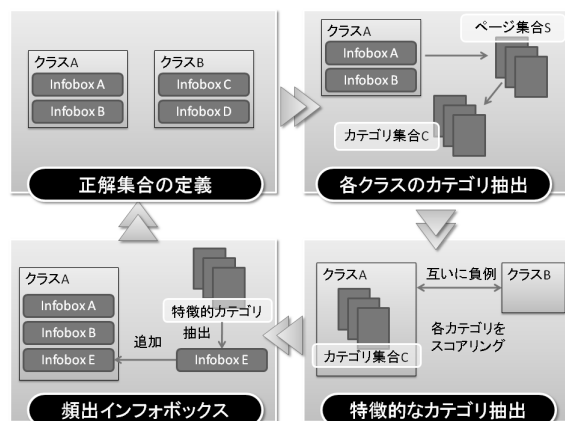 クラスA
Infobox A
Infobox B
クラスB
Infobox C
Infobox D
正解集合の定義
クラスA
Infobox A
Infobox B
ページ集合S
カテゴリ集合C
各クラスのカテゴリ抽出
クラスA
カテゴリ集合C
互いに負例
クラスB
各カテゴリを
スコアリング
特徴的なカテゴリ抽出
クラスA
Infobox A
Infobox B
Infobox E
特徴的カテゴリ
抽出
追加
Infobox E
頻出インフォボックス